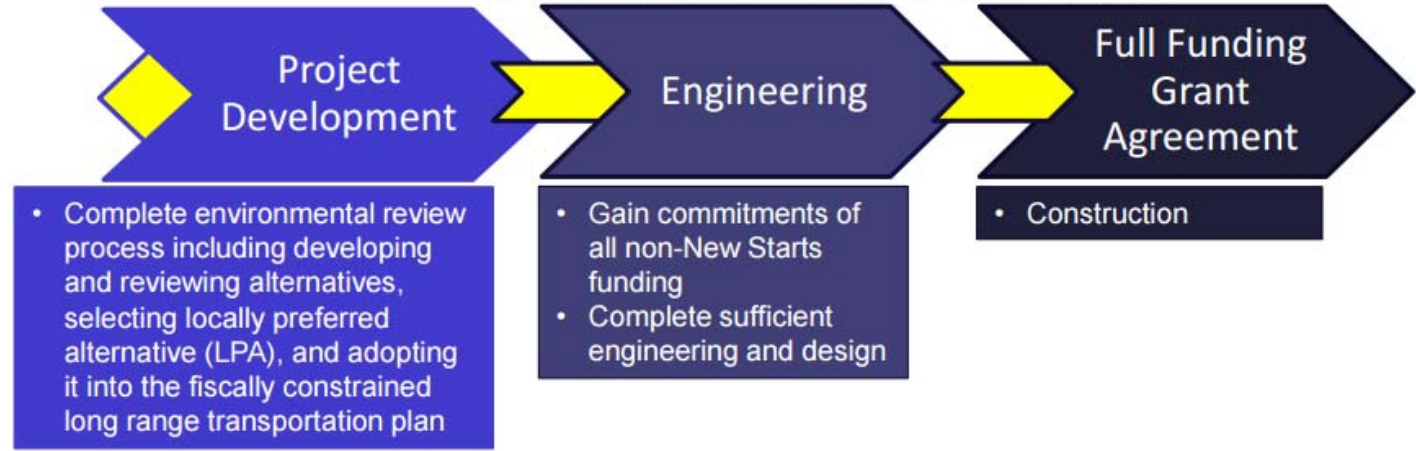 Project
Development
Engineering
Full Funding
Grant
Agreement
• Complete environmental review
process including developing
and reviewing alternatives,
selecting locally preferred
alternative (LPA), and adopting
it into the fiscally constrained
long range transportation plan
• Gain commitments of
all non-New Starts
funding
• Complete sufficient
engineering and design
• Construction